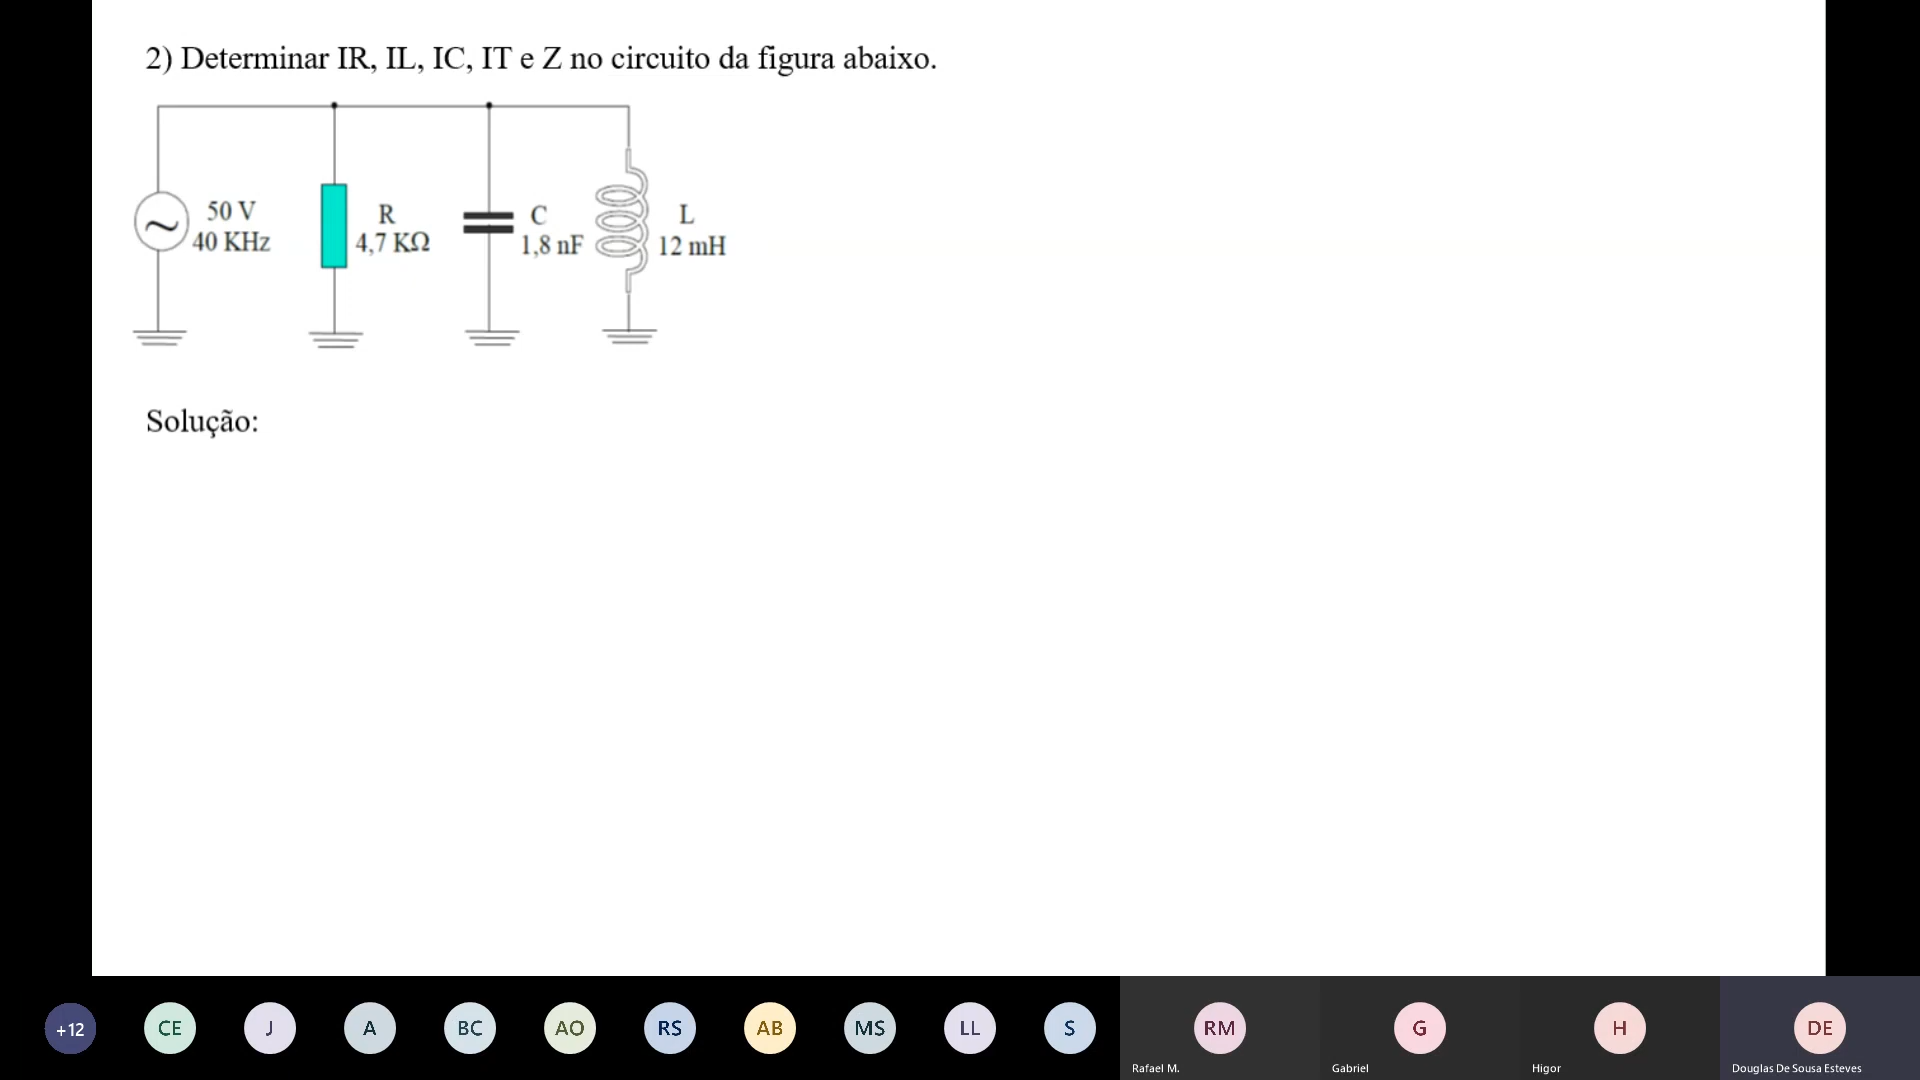 2) Determinar IR, IL, IC, IT e Z no circuito da figura abaixo.
50 V
40 KHz
R
4,7 KΩ
C
1,8 nF
L
12 mH
Solução:
+12
CE
J
A
BC
AO
RS
AB
MS
LL
S
RM
G
H
DE
Rafael M.
Gabriel
Higor
Douglas De Sousa Esteves